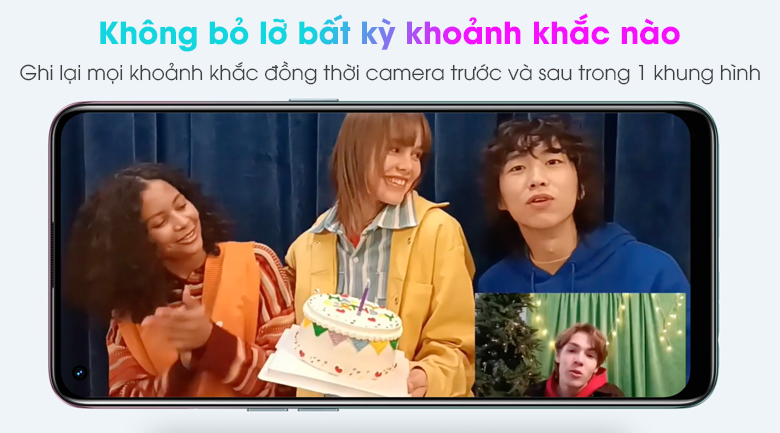 Không bỏ lỡ bất kỳ khoảnh khắc nào
Ghi lại mọi khoảnh khắc đồng thời camera trước và sau trong 1 khung hình